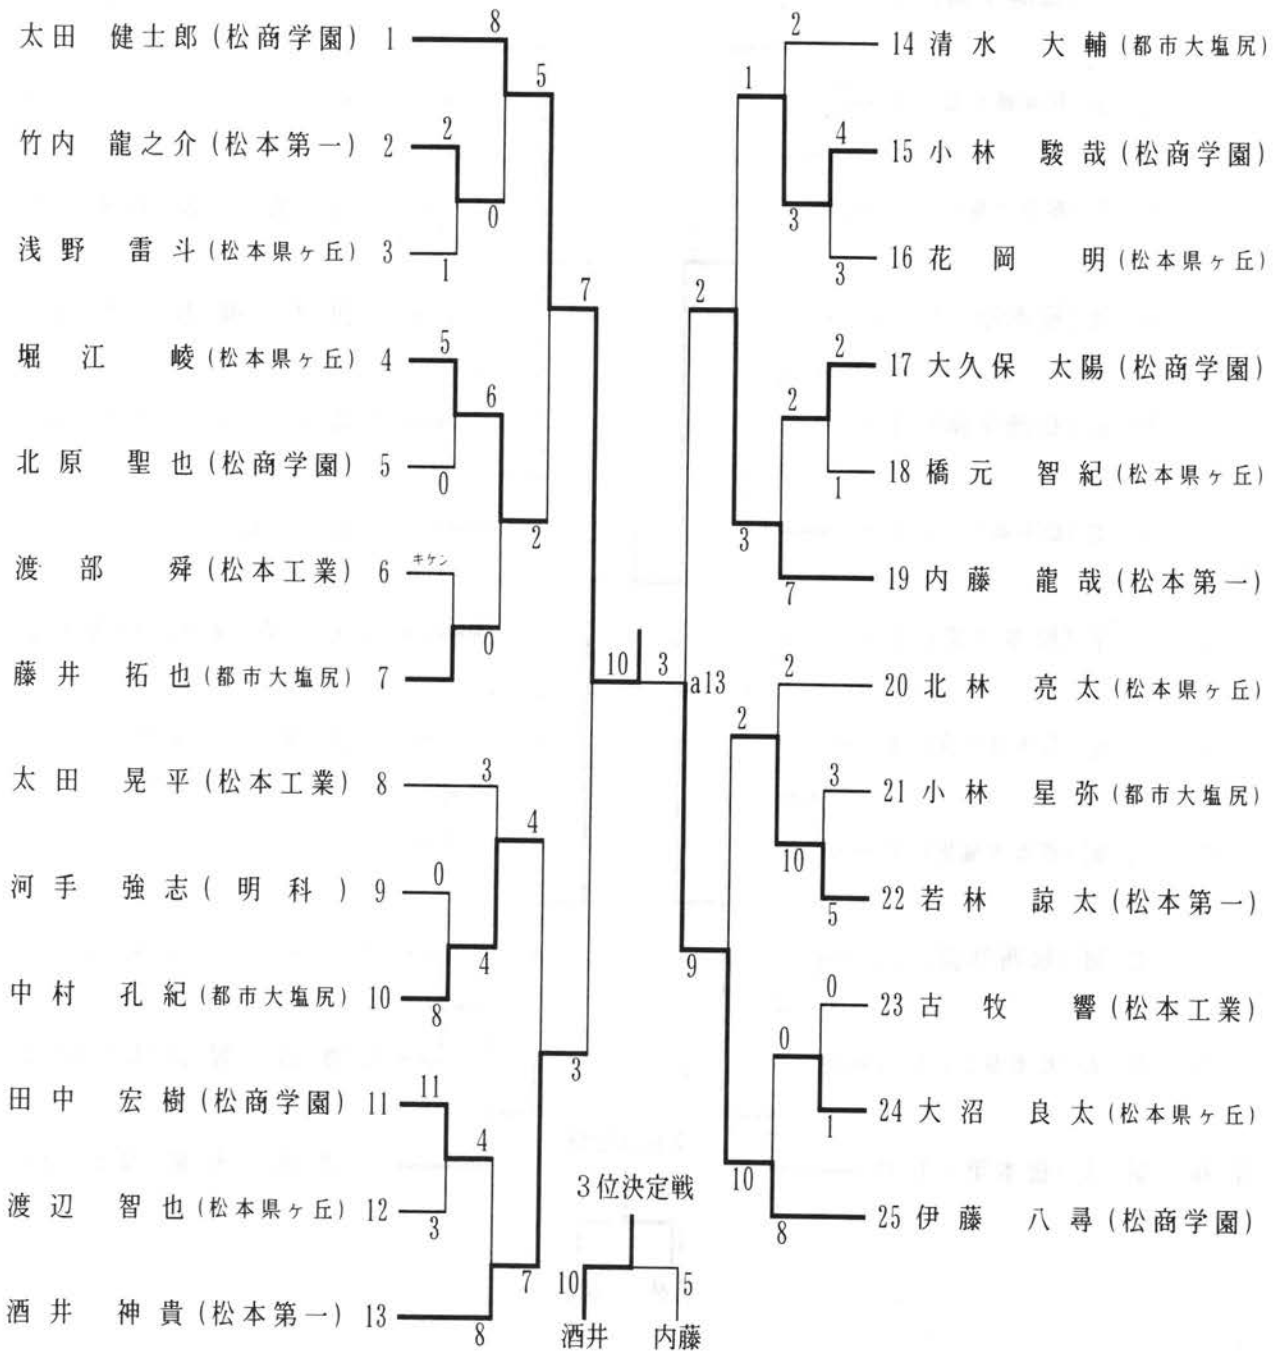 太田 健士郎 (松商学園) 1
8
竹内 龍之介 (松本第一) 2
2
0
浅野 雷斗 (松本県ヶ丘) 3
1
5
堀江 崚 (松本県ヶ丘) 4
5
6
北原 聖也 (松商学園) 5
0
2
渡部 舜 (松本工業) 6
キケン
0
藤井 拓也 (都市大塩尻) 7
7
太田 晃平 (松本工業) 8
3
4
河手 強志 (明科) 9
0
4
中村 孔紀 (都市大塩尻) 10
8
3
田中 宏樹 (松商学園) 11
11
4
渡辺 智也 (松本県ヶ丘) 12
3
7
酒井 神貴 (松本第一) 13
8
10
3
a13
2
14 清水 大輔 (都市大塩尻)
1
4
15 小林 駿哉 (松商学園)
3
16 花岡 明 (松本県ヶ丘)
3
2
2
17 大久保 太陽 (松商学園)
2
18 橋元 智紀 (松本県ヶ丘)
1
3
19 内藤 龍哉 (松本第一)
7
2
20 北林 亮太 (松本県ヶ丘)
2
3
21 小林 星弥 (都市大塩尻)
10
22 若林 諒太 (松本第一)
5
9
0
23 古牧 響 (松本工業)
0
24 大沼 良太 (松本県ヶ丘)
1
10
25 伊藤 八尋 (松商学園)
8
3位決定戦
10
5
酒井 内藤